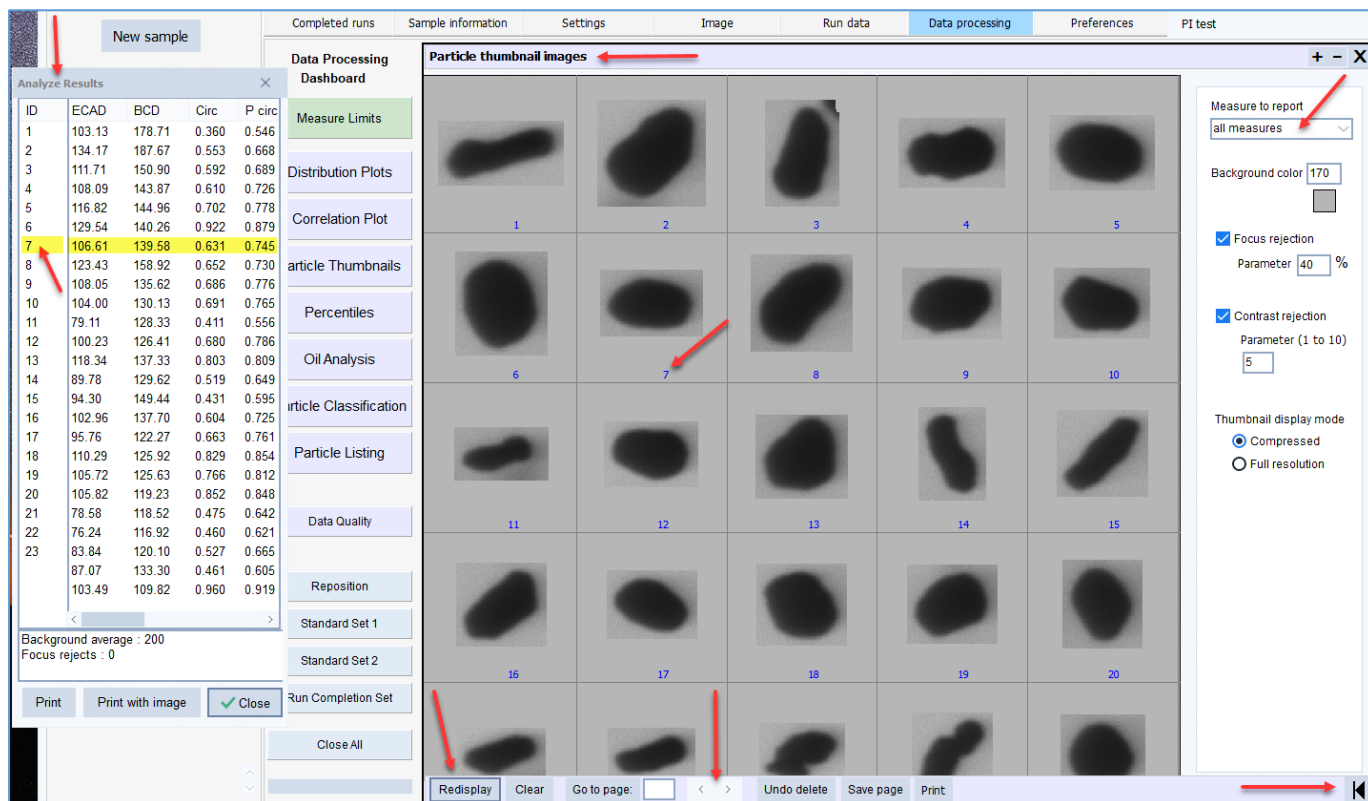 Completed runs Sample information Settings Image Run data Data processing Preferences PI test
New sample
Analyze Results
ID ECAD BCD Circ P circ
1 103.13 178.71 0.360 0.546
2 134.17 187.67 0.553 0.668
3 111.71 150.90 0.592 0.689
4 108.09 143.87 0.610 0.726
5 116.82 144.96 0.702 0.778
6 129.54 140.26 0.922 0.879
7 106.61 139.58 0.631 0.745
8 123.43 158.92 0.652 0.730
9 108.05 135.62 0.686 0.776
10 104.00 130.13 0.691 0.765
11 79.11 128.33 0.411 0.556
12 100.23 126.41 0.680 0.786
13 118.34 137.33 0.803 0.809
14 89.78 129.62 0.519 0.649
15 94.30 149.44 0.431 0.595
16 102.96 137.70 0.604 0.725
17 95.76 122.27 0.663 0.761
18 110.29 125.92 0.829 0.854
19 105.72 125.63 0.766 0.812
20 105.82 119.23 0.852 0.848
21 78.58 118.52 0.475 0.642
22 76.24 116.92 0.460 0.621
23 83.84 120.10 0.527 0.665
87.07 133.30 0.461 0.605
103.49 109.82 0.960 0.919
Background average : 200
Focus rejects : 0
Print Print with image Close
Data Processing
Dashboard
Measure Limits
Distribution Plots
Correlation Plot
article Thumbnails
Percentiles
Oil Analysis
article Classification
Particle Listing
Data Quality
Reposition
Standard Set 1
Standard Set 2
Run Completion Set
Close All
Particle thumbnail images
1 2 3 4 5
6 7 8 9 10
11 12 13 14 15
16 17 18 19 20
Redisplay Clear Go to page: < > Undo delete Save page Print
Measure to report
all measures
Background color 170
Focus rejection
Parameter 40 %
Contrast rejection
Parameter (1 to 10)
5
Thumbnail display mode
Compressed
Full resolution